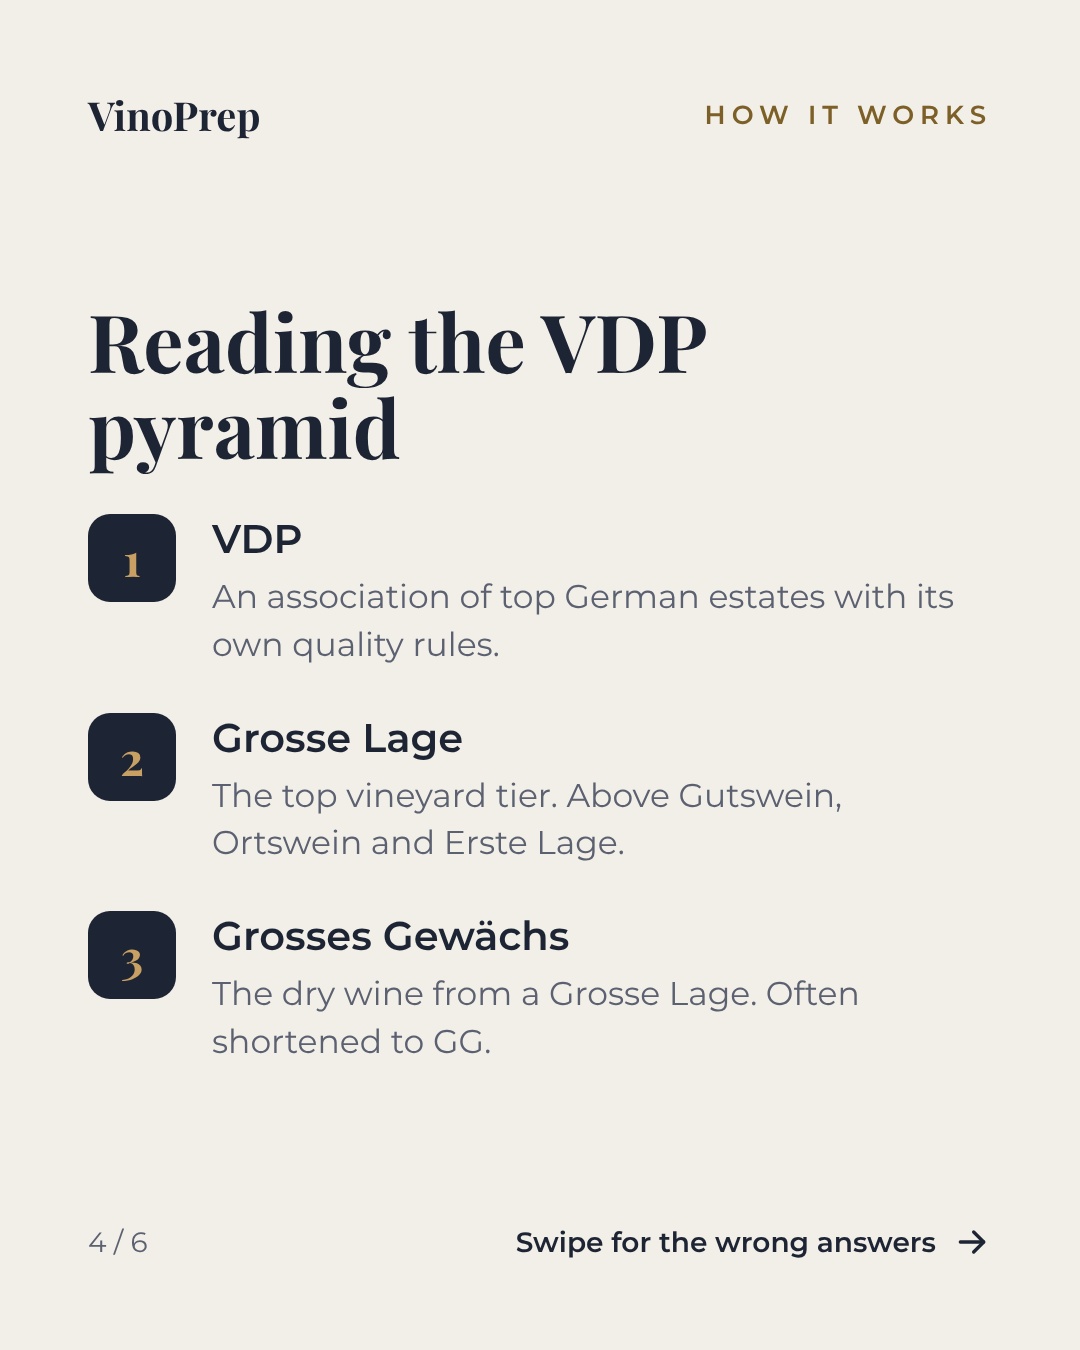 VinoPrep
HOW IT WORKS
Reading the VDP
pyramid
1
VDP
An association of top German estates with its
own quality rules.
2
Grosse Lage
The top vineyard tier. Above Gutswein,
Ortswein and Erste Lage.
3
Grosses Gewächs
The dry wine from a Grosse Lage. Often
shortened to GG.
4 / 6
Swipe for the wrong answers →